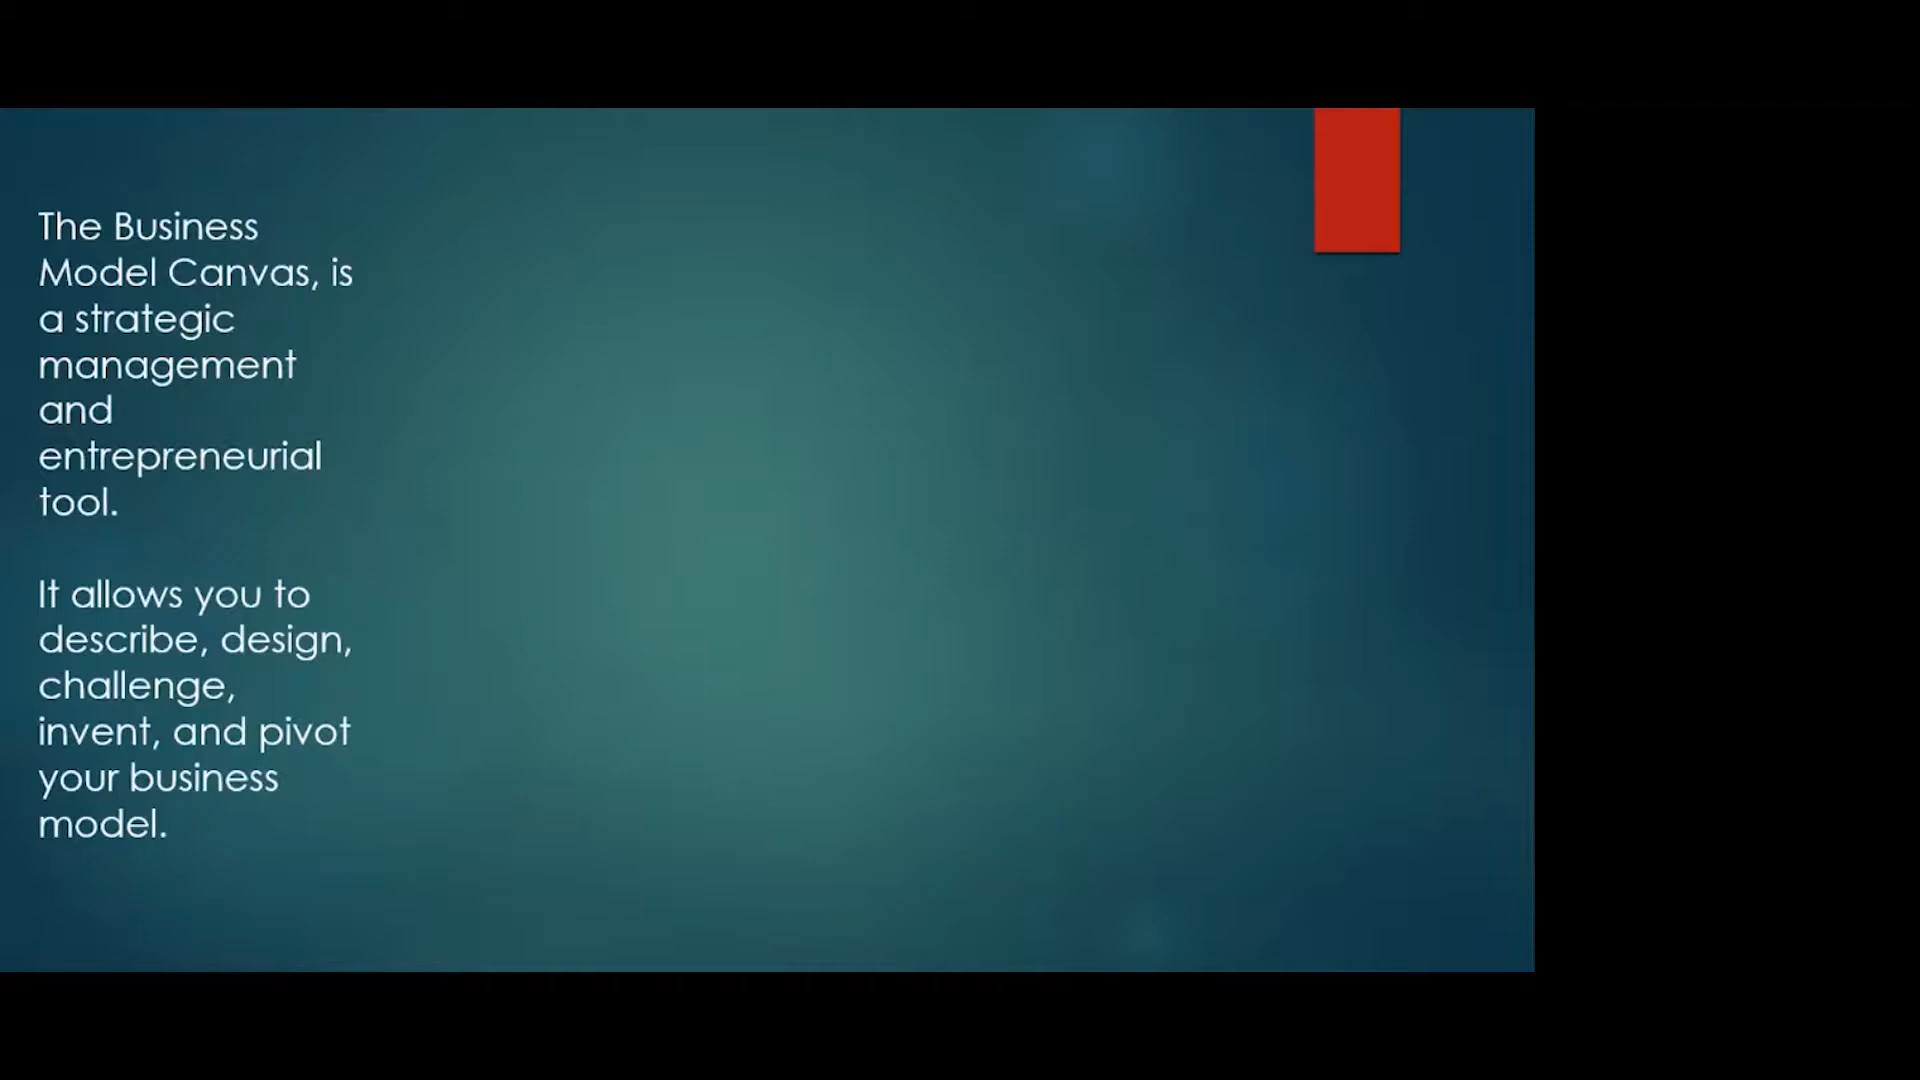 The Business
Model Canvas, is
a strategic
management
and
entrepreneurial
tool.
It allows you to
describe, design,
challenge,
invent, and pivot
your business
model.